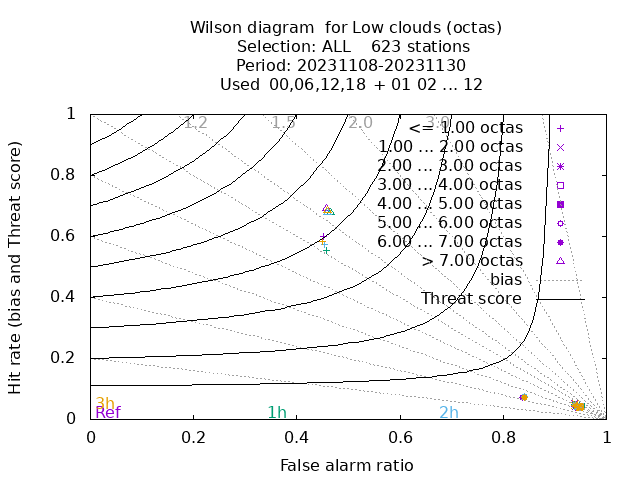 Wilson diagram  for Low clouds (octas)
Selection: ALL    623 stations
Period: 20231108-20231130
Used  00,06,12,18  + 01 02 ... 12
Hit rate (bias and Threat score)
1
0.8
0.6
0.4
0.2
0
1.2
1.5
2.0
3.0
<= 1.00 octas
1.00 ... 2.00 octas
2.00 ... 3.00 octas
3.00 ... 4.00 octas
4.00 ... 5.00 octas
5.00 ... 6.00 octas
6.00 ... 7.00 octas
> 7.00 octas
bias
Threat score
3h
Ref
1h
2h
0
0.2
0.4
0.6
0.8
1
False alarm ratio